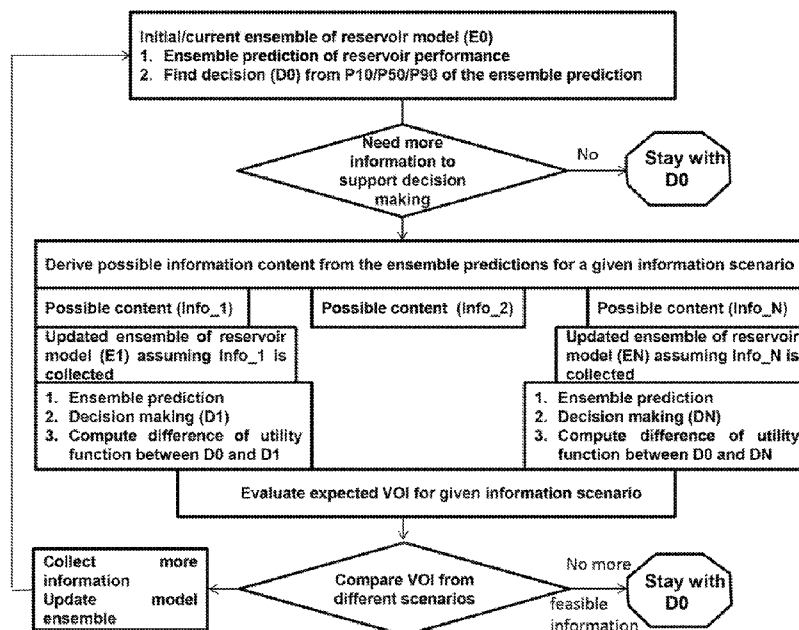 Initial/current ensemble of reservoir model (E0)
1. Ensemble prediction of reservoir performance
2. Find decision (D0) from P10/P50/P90 of the ensemble prediction
Need more
information to
support decision
making
No
Stay with
D0
Derive possible information content from the ensemble predictions for a given information scenario
Possible content (Info_1)
Possible content (Info_2)
Possible content (Info_N)
Updated ensemble of reservoir
model (E1) assuming Info_1 is
collected
Updated ensemble of reservoir
model (EN) assuming Info_N is
collected
1. Ensemble prediction
2. Decision making (D1)
3. Compute difference of utility
function between D0 and D1
1. Ensemble prediction
2. Decision making (DN)
3. Compute difference of utility
function between D0 and DN
Evaluate expected VOI for given information scenario
Collect more
information
Update model
ensemble
Compare VOI from
different scenarios
No more
feasible
information
Stay with
D0